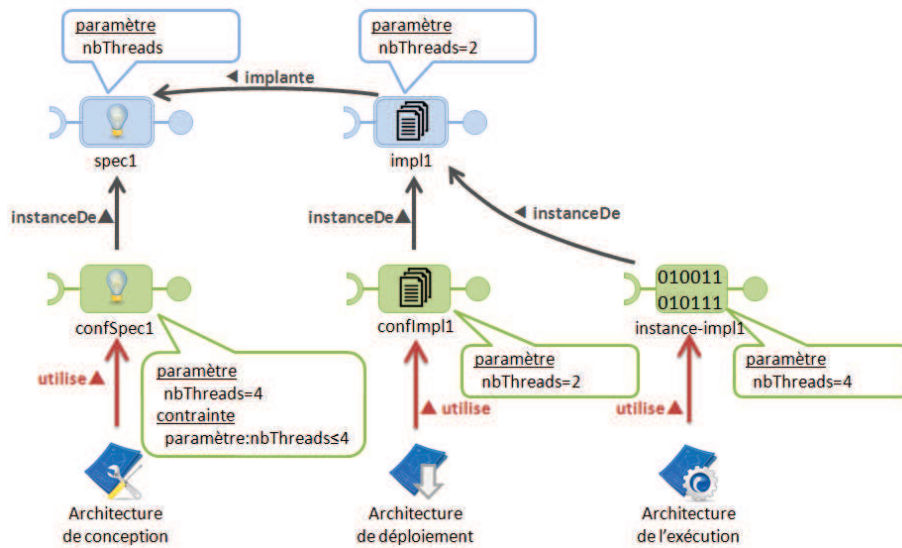 paramètre
nbThreads
paramètre
nbThreads=2
implante
spec1
impl1
instanceDe
instanceDe
instanceDe
010011
010111
confSpec1
confImpl1
instance-impl1
paramètre
nbThreads=4
contrainte
paramètre:nbThreads≤4
paramètre
nbThreads=2
paramètre
nbThreads=4
utilise
utilise
utilise
Architecture
de conception
Architecture
de déploiement
Architecture
de l'exécution